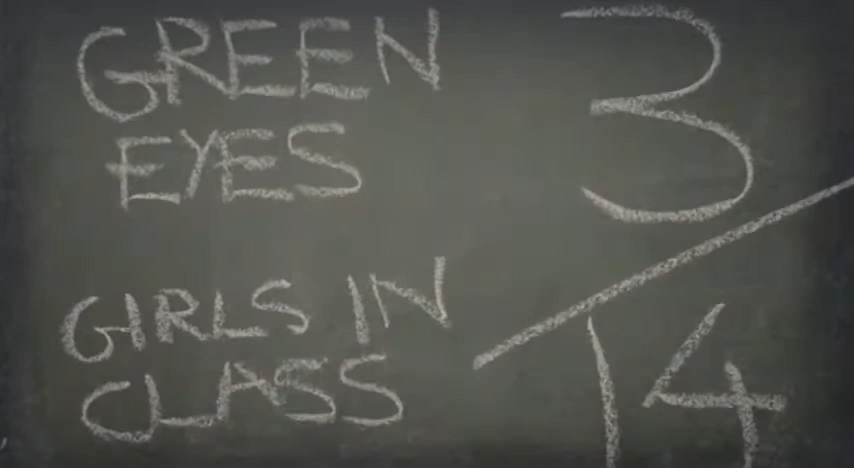 GREEN
EYES
3
GIRLS IN
CLASS
14